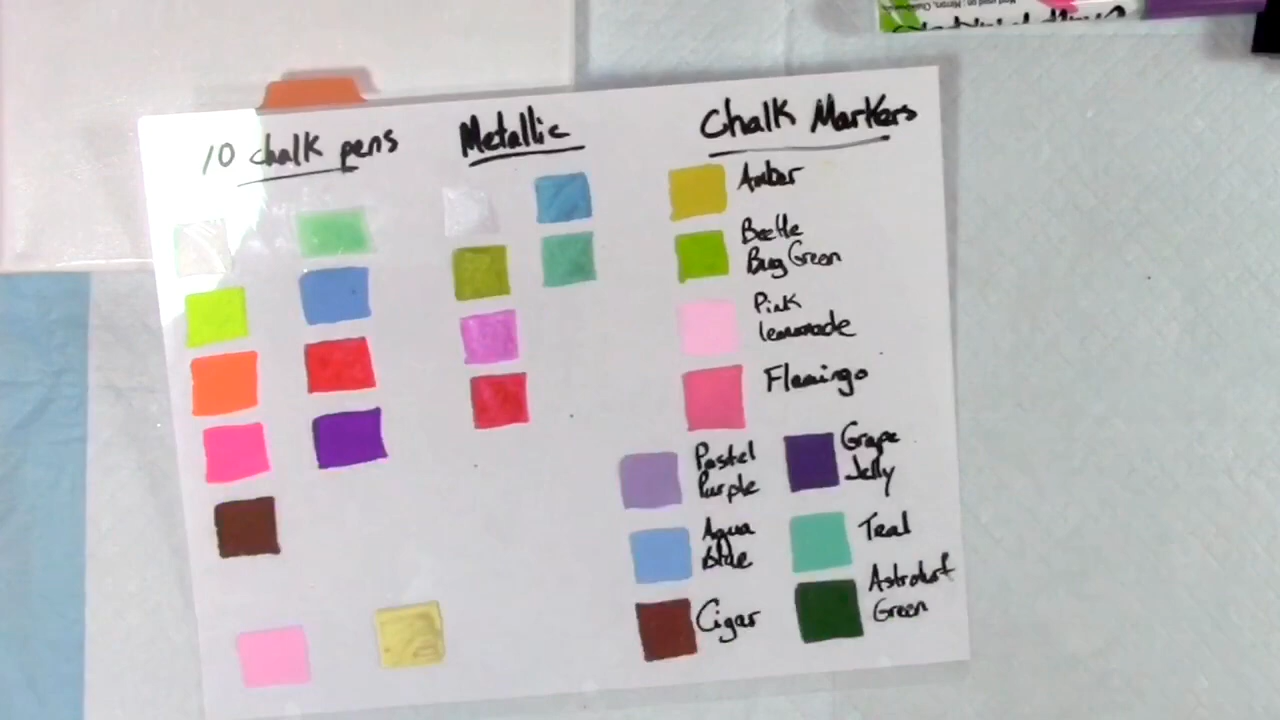 10 chalk pens
Metallic
Chalk Markers
Amber
Beetle
Bug Green
Pink
lemonade
Flamingo
Pastel
Purple
Grape
Jelly
Aqua
Blue
Teal
Cigar
Astroturf
Green